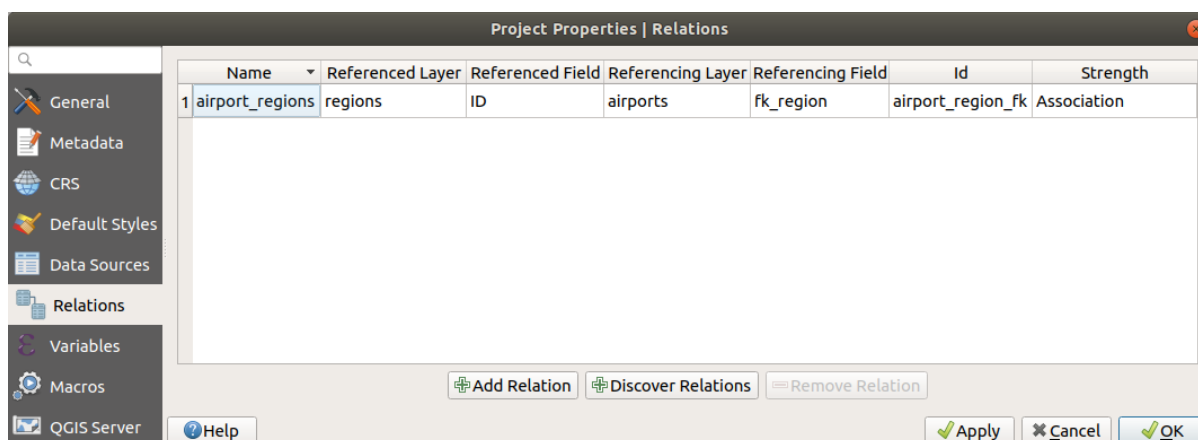 Project Properties | Relations
General
Metadata
CRS
Default Styles
Data Sources
Relations
Variables
Macros
QGIS Server
Name Referenced Layer Referenced Field Referencing Layer Referencing Field Id Strength
1 airport_regions regions ID airports fk_region airport_region_fk Association
Add Relation Discover Relations Remove Relation
Help Apply Cancel OK